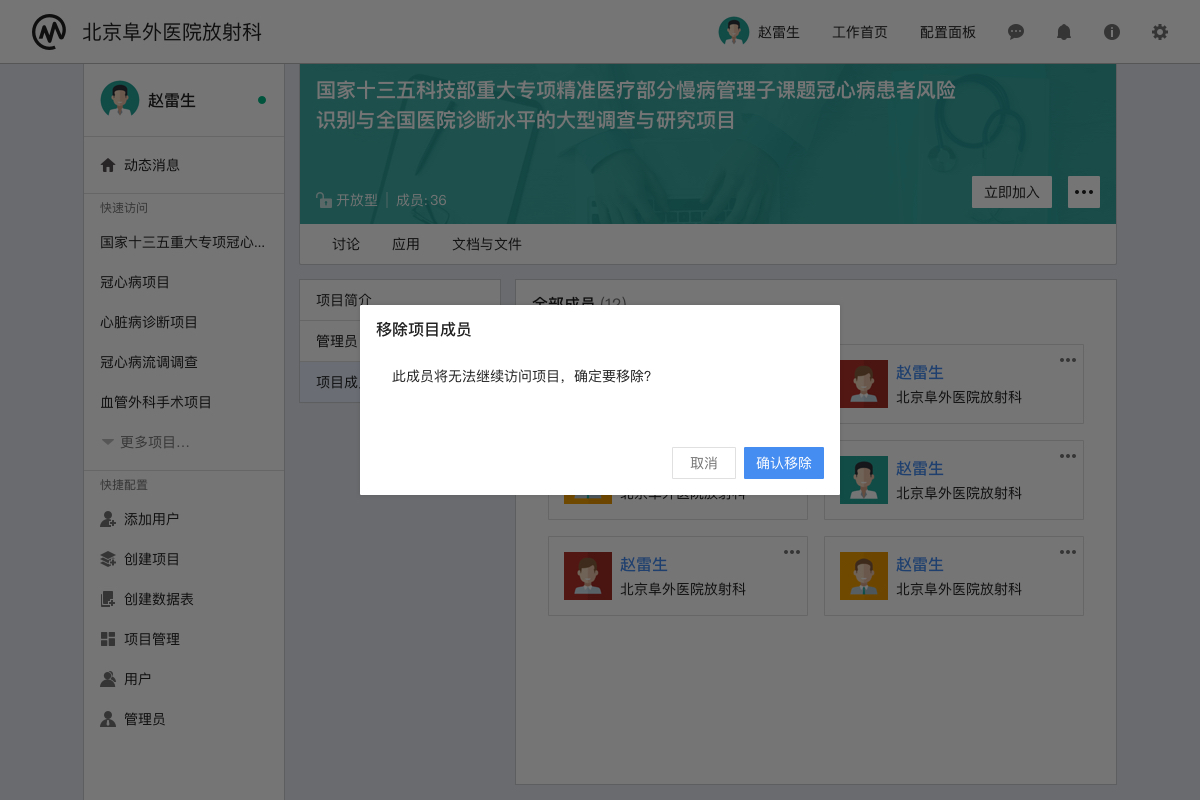 北京阜外医院放射科
赵雷生
工作首页
配置面板
赵雷生
动态消息
快速访问
国家十三五重大专项冠心...
冠心病项目
心脏病诊断项目
冠心病流调调查
血管外科手术项目
更多项目...
快捷配置
添加用户
创建项目
创建数据表
项目管理
用户
管理员
国家十三五科技部重大专项精准医疗部分慢病管理子课题冠心病患者风险
识别与全国医院诊断水平的大型调查与研究项目
开放型 | 成员: 36
立即加入
讨论
应用
文档与文件
项目简介
管理员
项目成
全部成员 (12)
移除项目成员
此成员将无法继续访问项目，确定要移除?
取消
确认移除
赵雷生
北京阜外医院放射科
北京阜外医院放射科
赵雷生
北京阜外医院放射科
赵雷生
北京阜外医院放射科
赵雷生
北京阜外医院放射科